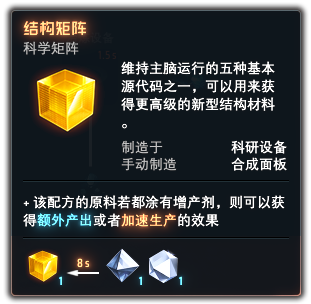 结构矩阵
科学矩阵
维持主脑运行的五种基本
源代码之一，可以用来获
得更高级的新型结构材料
。
制造于 科研设备
手动制造 合成面板
+ 该配方的原料若都涂有增产剂，则可以获
得额外产出或者加速生产的效果
8s
1 1 1